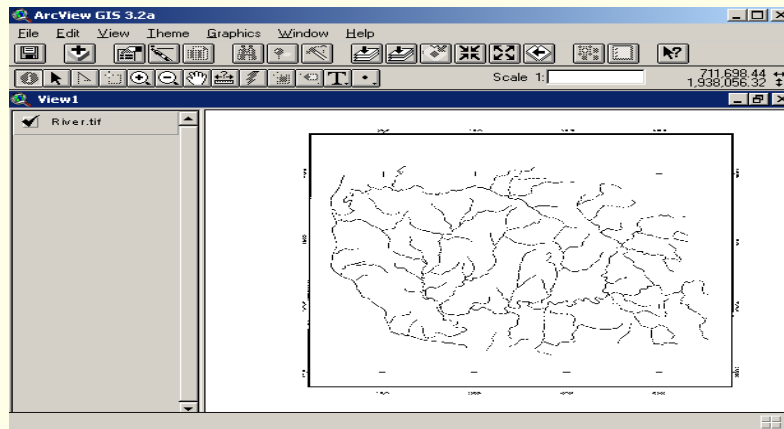 ArcView GIS 3.2a
File Edit View Theme Graphics Window Help
Scale 1: 711,698.44
1,938,056.32
View1
River.tif